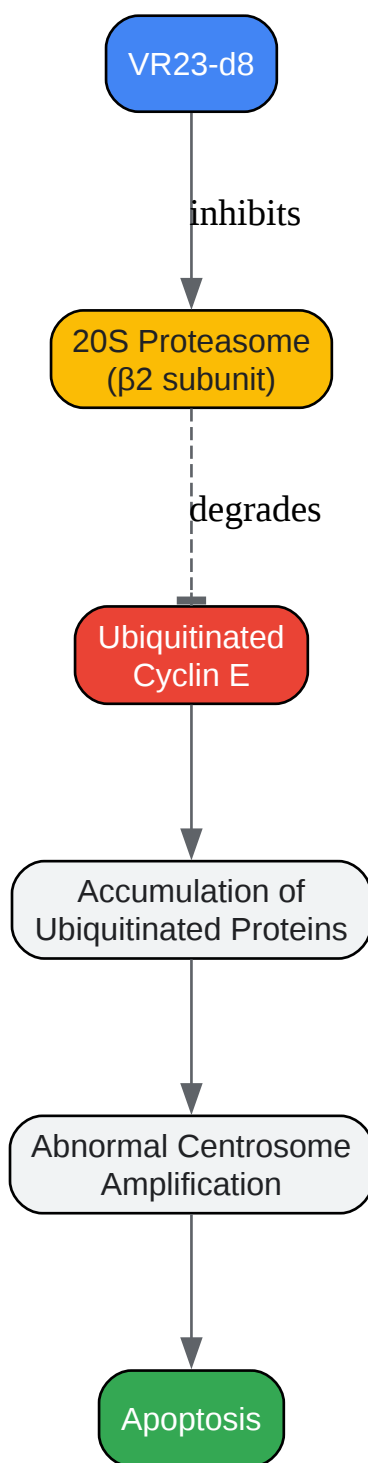 VR23-d8
inhibits
20S Proteasome
(β2 subunit)
degrades
Ubiquitinated
Cyclin E
Accumulation of
Ubiquitinated Proteins
Abnormal Centrosome
Amplification
Apoptosis